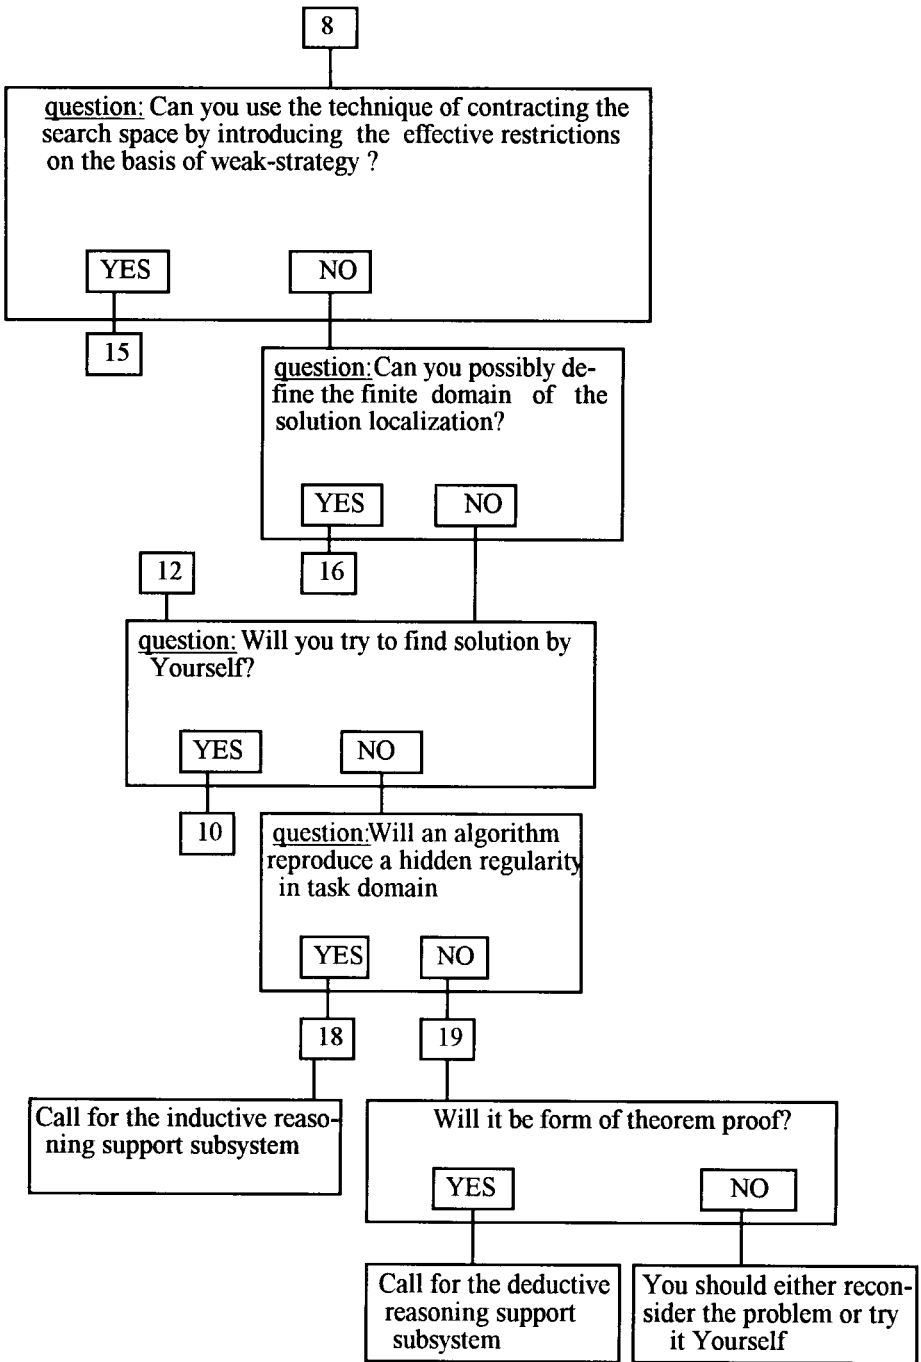 8
question: Can you use the technique of contracting the
search space by introducing the effective restrictions
on the basis of weak-strategy ?
YES
NO
15
question: Can you possibly de-
fine the finite domain of the
solution localization?
YES
NO
12
16
question: Will you try to find solution by
Yourself?
YES
NO
10
question:Will an algorithm
reproduce a hidden regularity
in task domain
YES
NO
18
19
Call for the inductive reaso-
ning support subsystem
Will it be form of theorem proof?
YES
NO
Call for the deductive
reasoning support
subsystem
You should either recon-
sider the problem or try
it Yourself